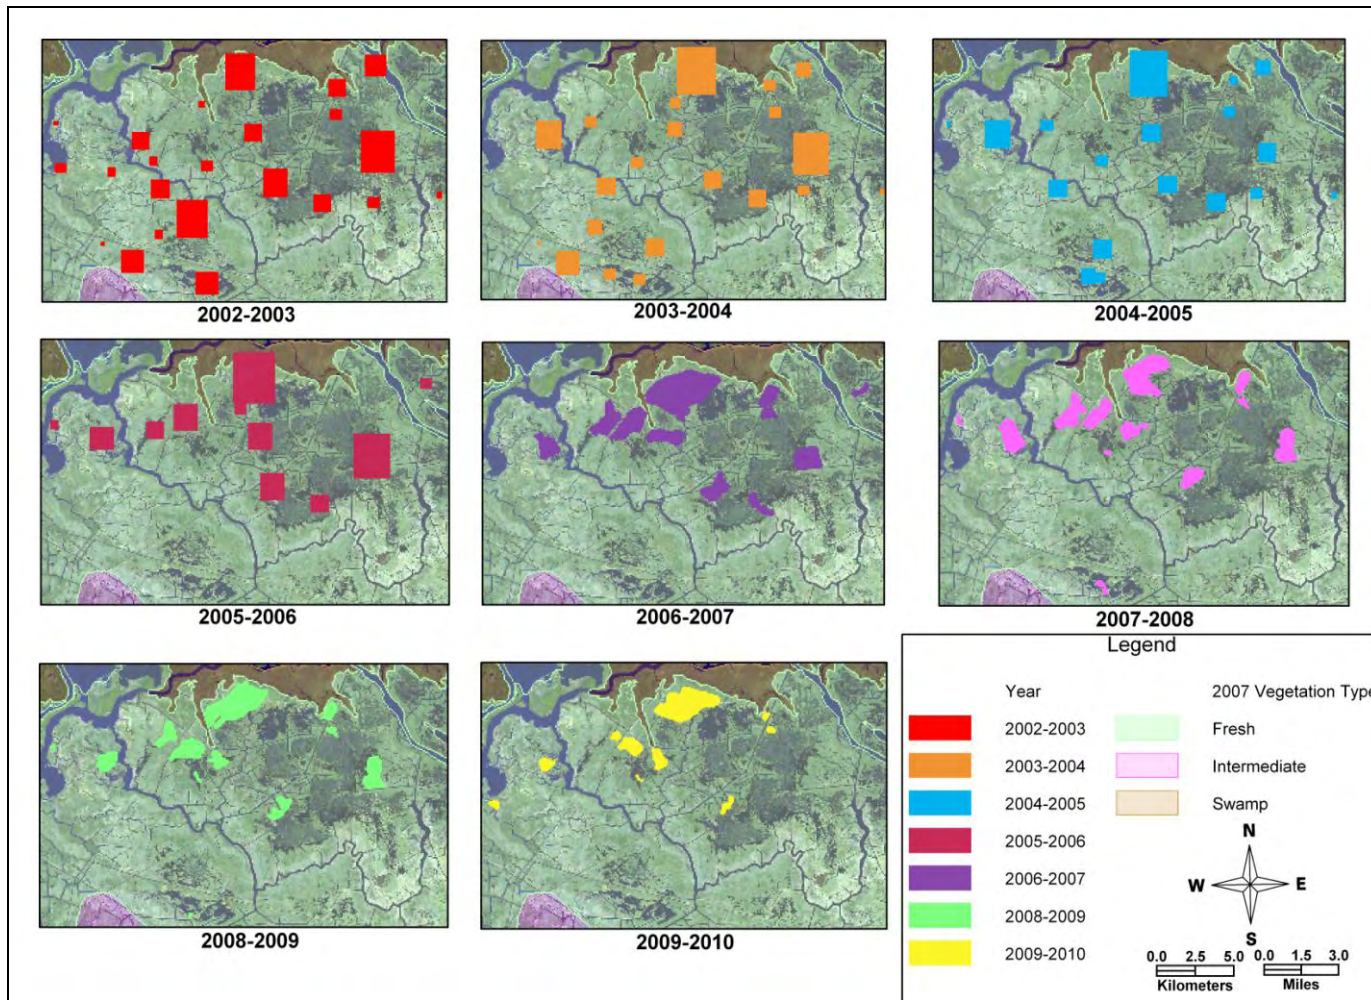 2002-2003
2003-2004
2004-2005
2005-2006
2006-2007
2007-2008
2008-2009
2009-2010
Legend
Year
2007 Vegetation Type
2002-2003
Fresh
2003-2004
Intermediate
2004-2005
Swamp
2005-2006
2006-2007
2008-2009
2009-2010
N
W E
S
0.0 2.5 5.0
Kilometers
0.0 1.5 3.0
Miles